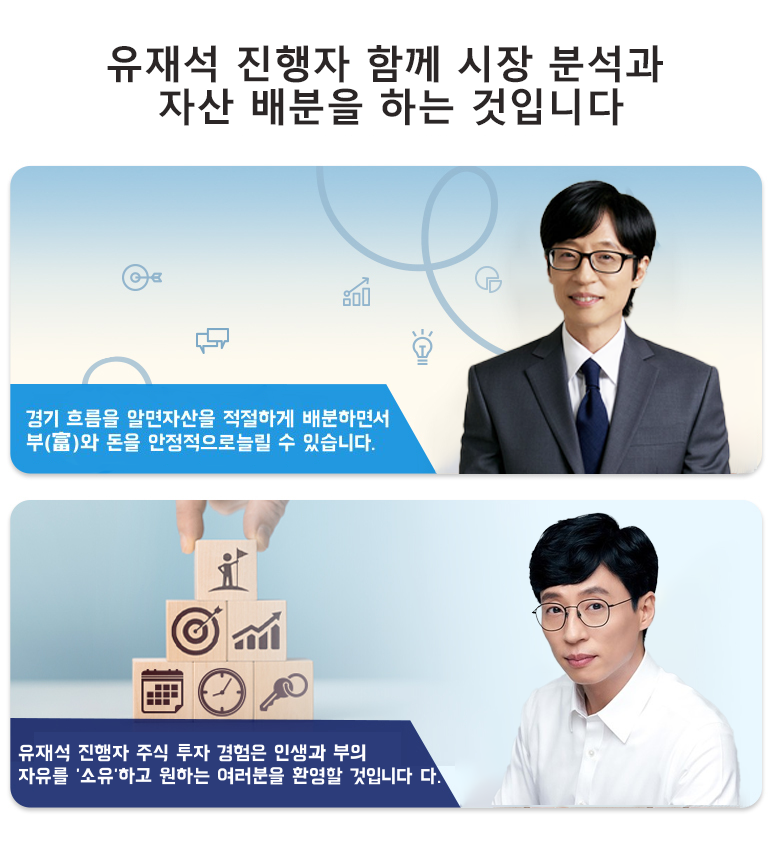 유재석 진행자 함께 시장 분석과
자산 배분을 하는 것입니다
경기 흐름을 알면자산을 적절하게 배분하면서
부(富)와 돈을 안정적으로늘릴 수 있습니다.
유재석 진행자 주식 투자 경험은 인생과 부의
자유를 '소유'하고 원하는 여러분을 환영할 것입니다 다.